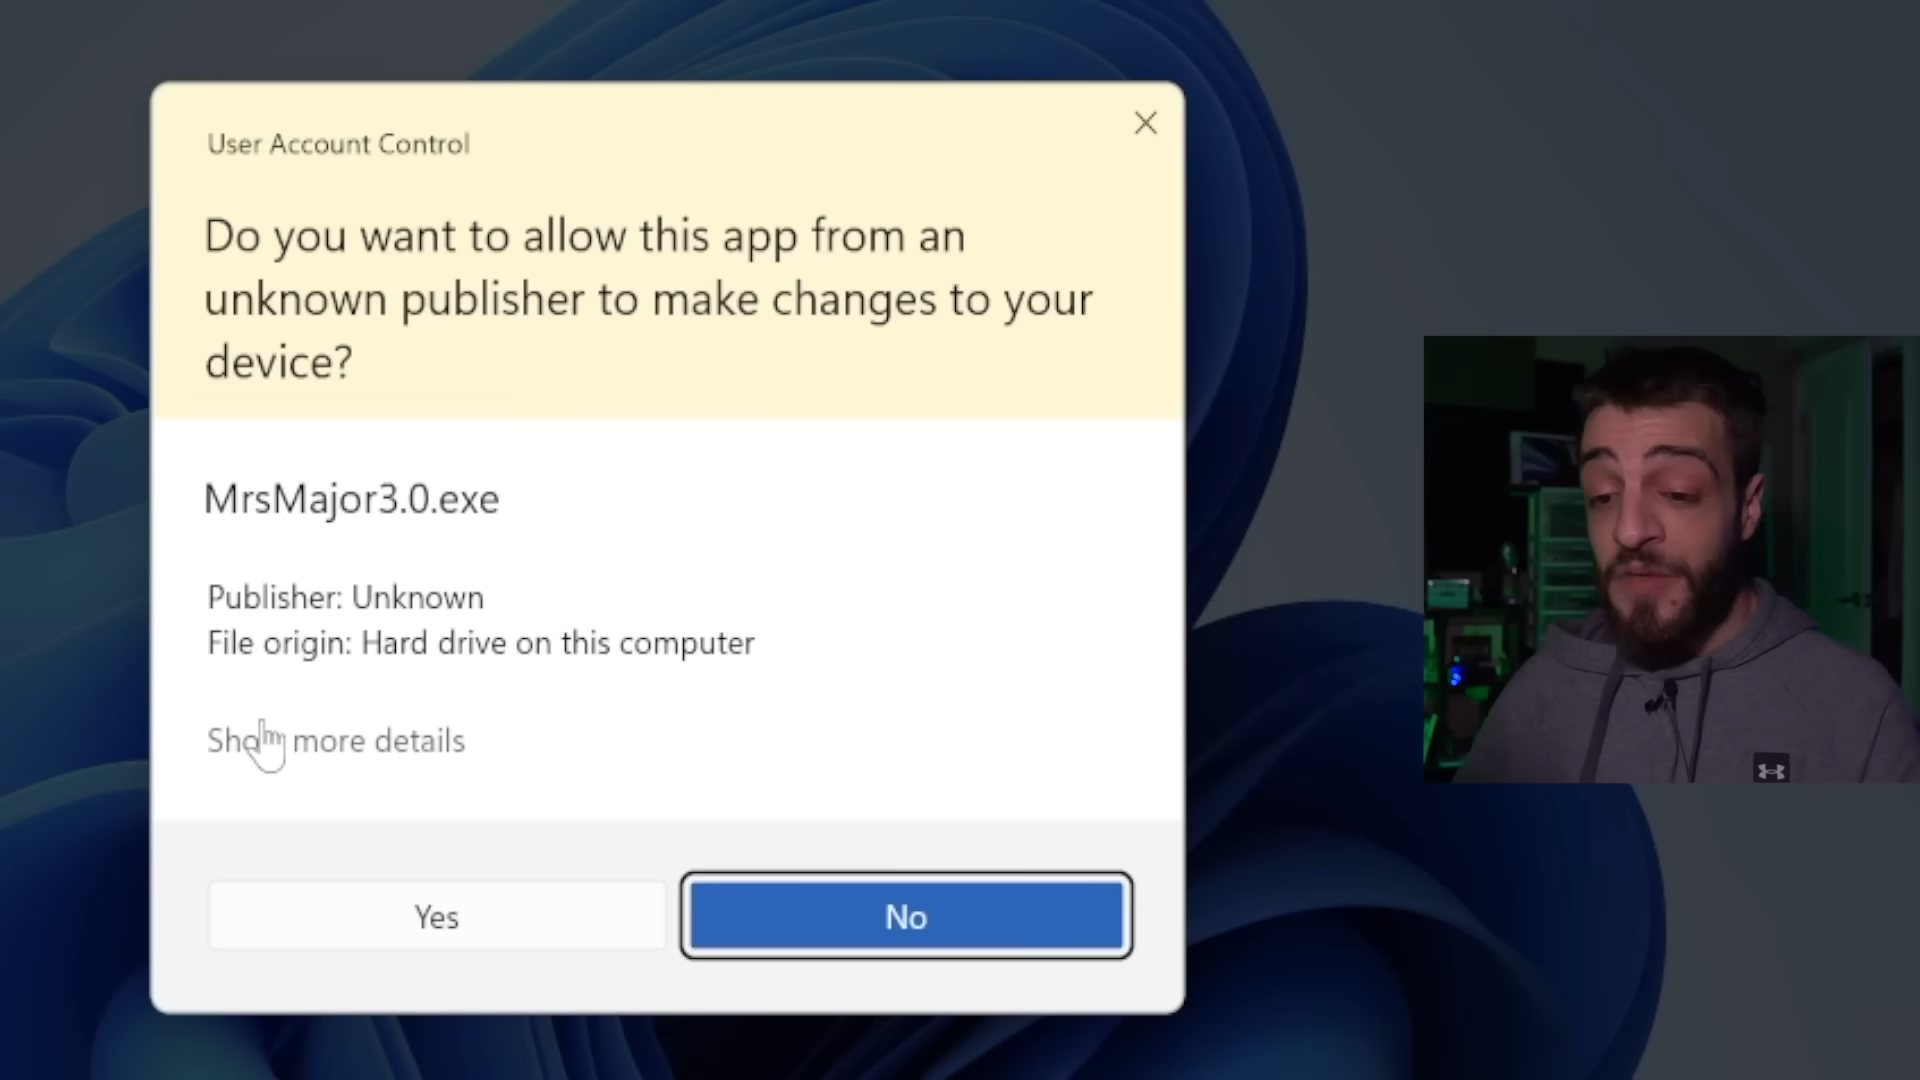 User Account Control
Do you want to allow this app from an
unknown publisher to make changes to your
device?
MrsMajor3.0.exe
Publisher: Unknown
File origin: Hard drive on this computer
Show more details
Yes
No